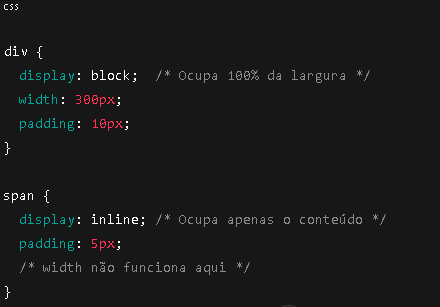 css
div {
  display: block;  /* Ocupa 100% da largura */
  width: 300px;
  padding: 10px;
}
span {
  display: inline; /* Ocupa apenas o conteúdo */
  padding: 5px;
  /* width não funciona aqui */
}